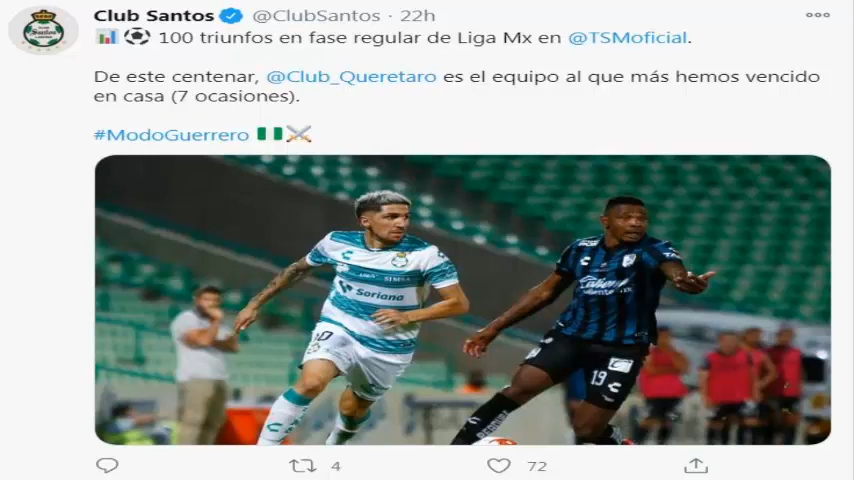 Club Santos @ClubSantos · 22h
100 triunfos en fase regular de Liga Mx en @TSMoficial.
De este centenar, @Club_Queretaro es el equipo al que más hemos vencido
en casa (7 ocasiones).
#ModoGuerrero
Soriana
19
4
72